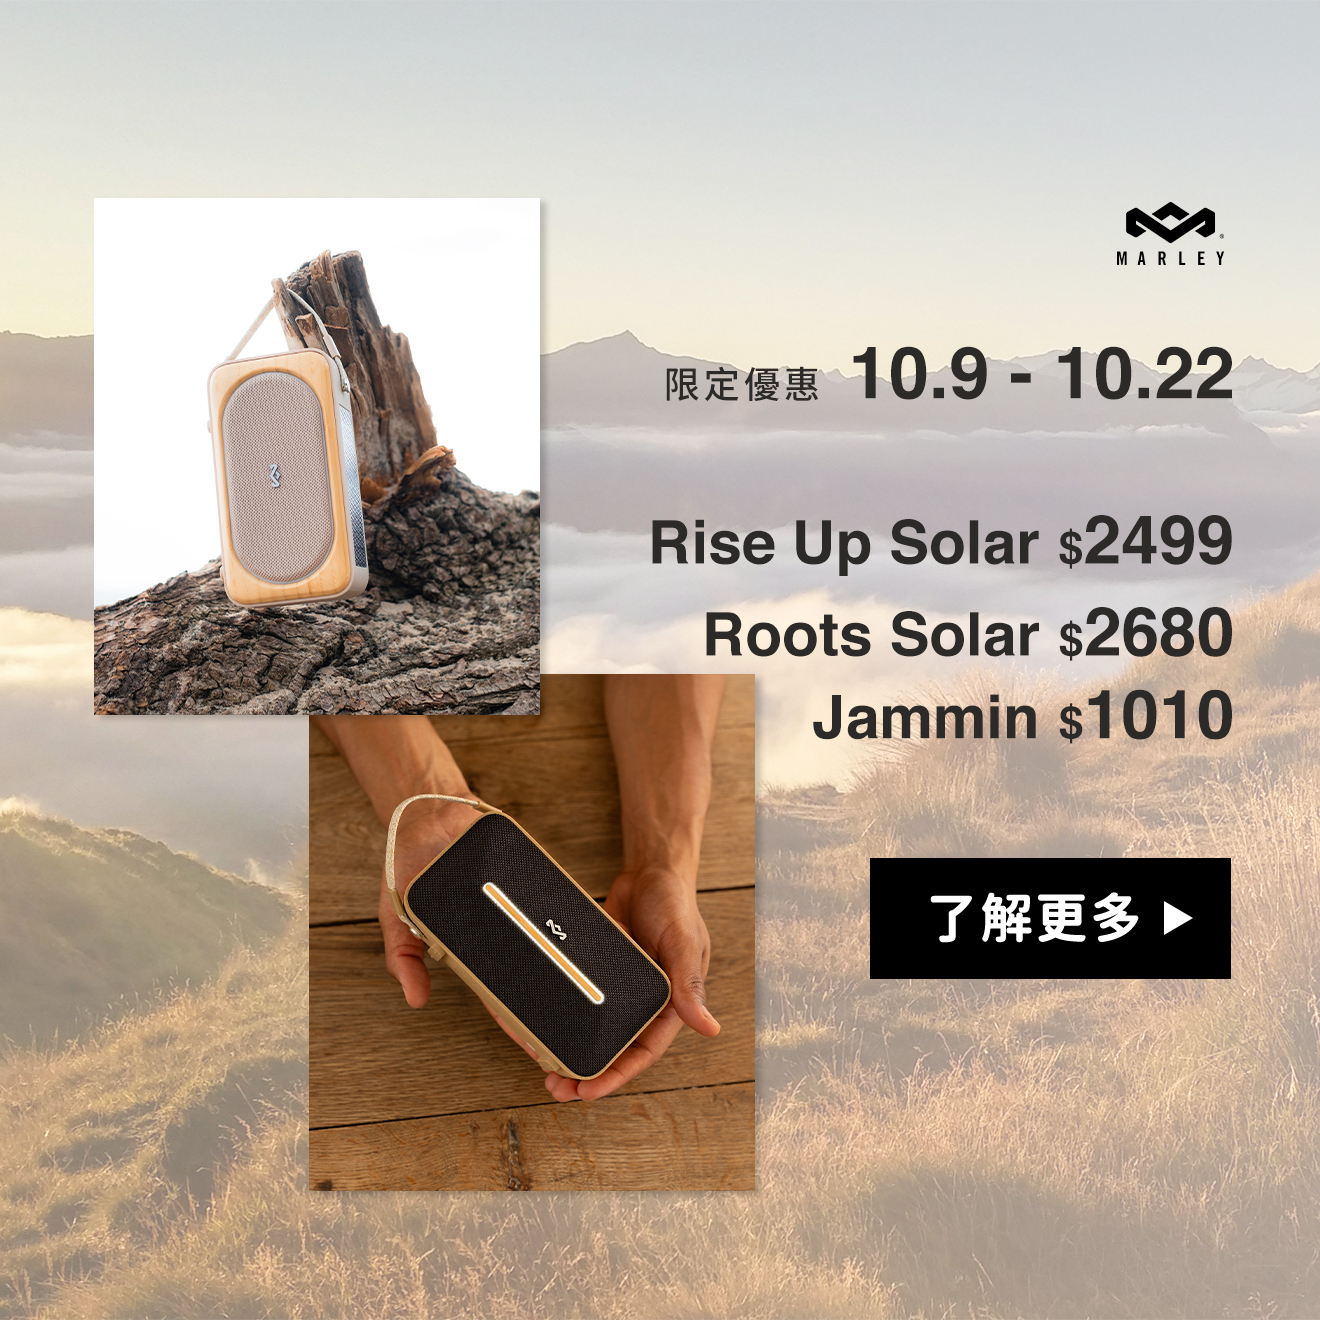 MARLEY
限定優惠 10.9 - 10.22
Rise Up Solar $2499
Roots Solar $2680
Jammin $1010
了解更多